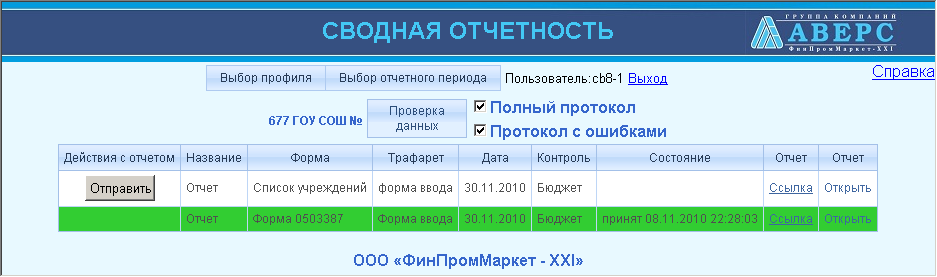 СВОДНАЯ ОТЧЕТНОСТЬ
ГРУППА КОМПАНИЙ
АВЕРС
ФинПромМаркет-XXI
Справка
Выбор профиля Выбор отчетного периода Пользователь:cb8-1 Выход
677 ГОУ СОШ № Проверка данных
Полный протокол
Протокол с ошибками
Действия с отчетом Название Форма Трафарет Дата Контроль Состояние Отчет Отчет
Отправить Отчет Список учреждений форма ввода 30.11.2010 Бюджет Ссылка Открыть
Отчет Форма 0503387 Форма ввода 30.11.2010 Бюджет принят 08.11.2010 22:28:03 Ссылка Открыть
ООО «ФинПромМаркет - XXI»